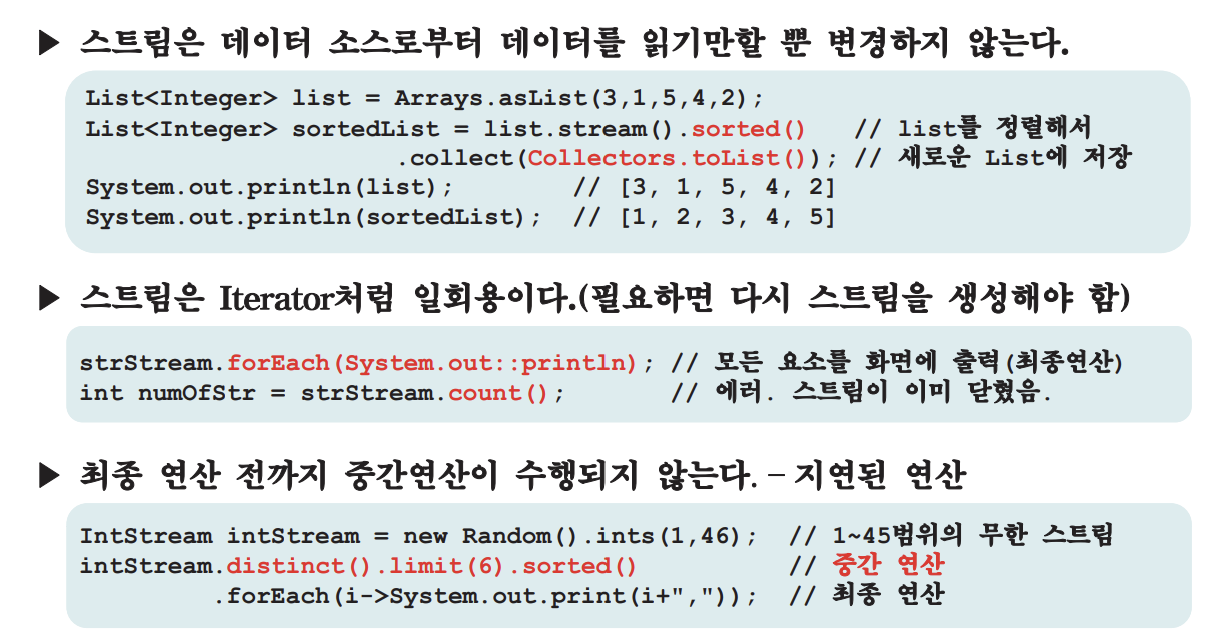 ▶ 스트림은 데이터 소스로부터 데이터를 읽기만할 뿐 변경하지 않는다.
List<Integer> list = Arrays.asList(3,1,5,4,2);
List<Integer> sortedList = list.stream().sorted() // list를 정렬해서
.collect(Collectors.toList()); // 새로운 List에 저장
System.out.println(list); // [3, 1, 5, 4, 2]
System.out.println(sortedList); // [1, 2, 3, 4, 5]
▶ 스트림은 Iterator처럼 일회용이다.(필요하면 다시 스트림을 생성해야 함)
strStream.forEach(System.out::println); // 모든 요소를 화면에 출력(최종연산)
int numOfStr = strStream.count(); // 에러. 스트림이 이미 닫혔음.
▶ 최종 연산 전까지 중간연산이 수행되지 않는다. – 지연된 연산
IntStream intStream = new Random().ints(1,46); // 1~45범위의 무한 스트림
intStream.distinct().limit(6).sorted() // 중간 연산
.forEach(i->System.out.print(i+",")); // 최종 연산